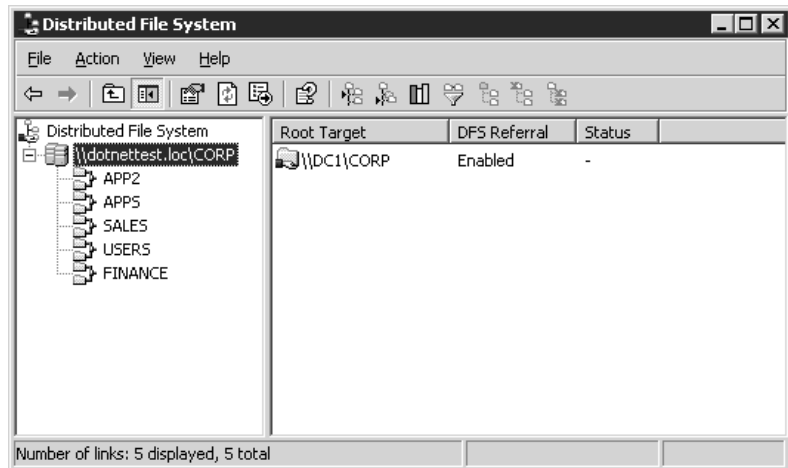 Distributed File System
File Action View Help
Distributed File System
\\dotnettest.loc\CORP
APP2
APPS
SALES
USERS
FINANCE
Root Target DFS Referral Status
\\DC1\CORP Enabled -
Number of links: 5 displayed, 5 total